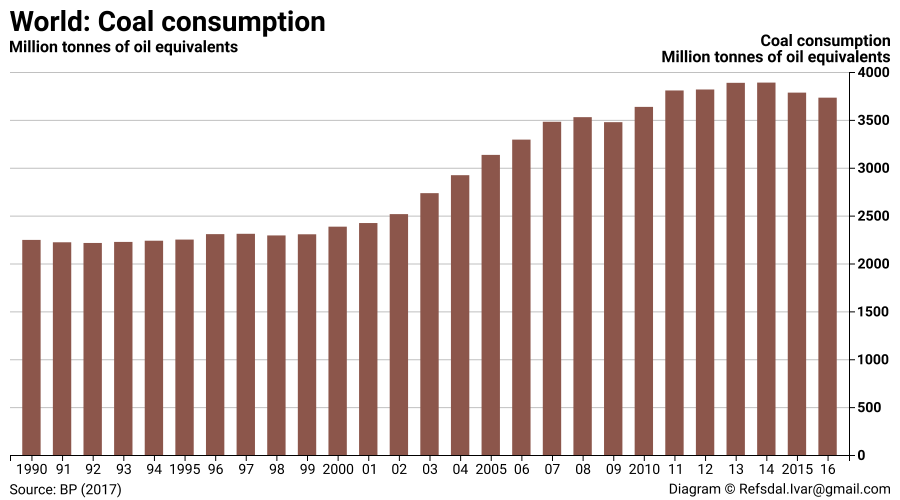 World: Coal consumption
Million tonnes of oil equivalents
Coal consumption
Million tonnes of oil equivalents
4000
3500
3000
2500
2000
1500
1000
500
0
1990 91 92 93 94 1995 96 97 98 99 2000 01 02 03 04 2005 06 07 08 09 2010 11 12 13 14 2015 16
Source: BP (2017)
Diagram © Refsdal.Ivar@gmail.com